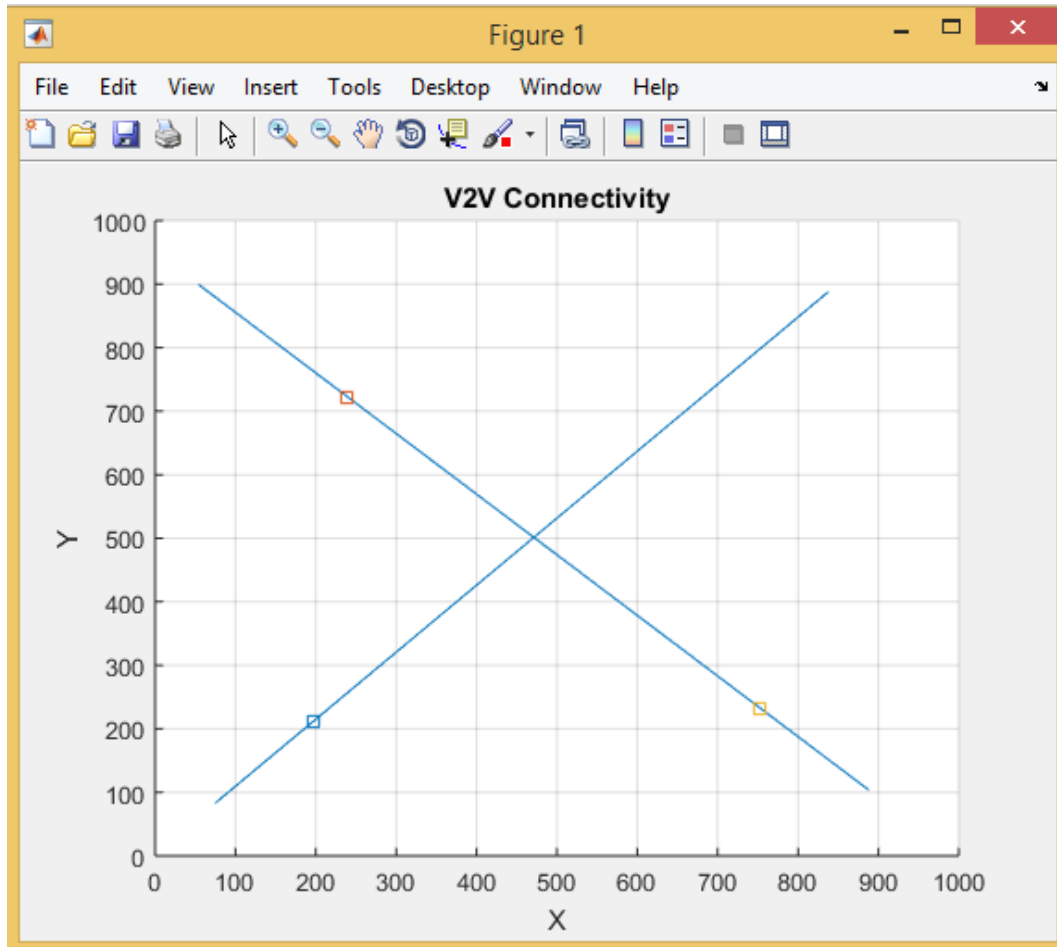 Figure 1
File Edit View Insert Tools Desktop Window Help
V2V Connectivity
1000
900
800
700
600
500
400
300
200
100
0
Y
0 100 200 300 400 500 600 700 800 900 1000
X